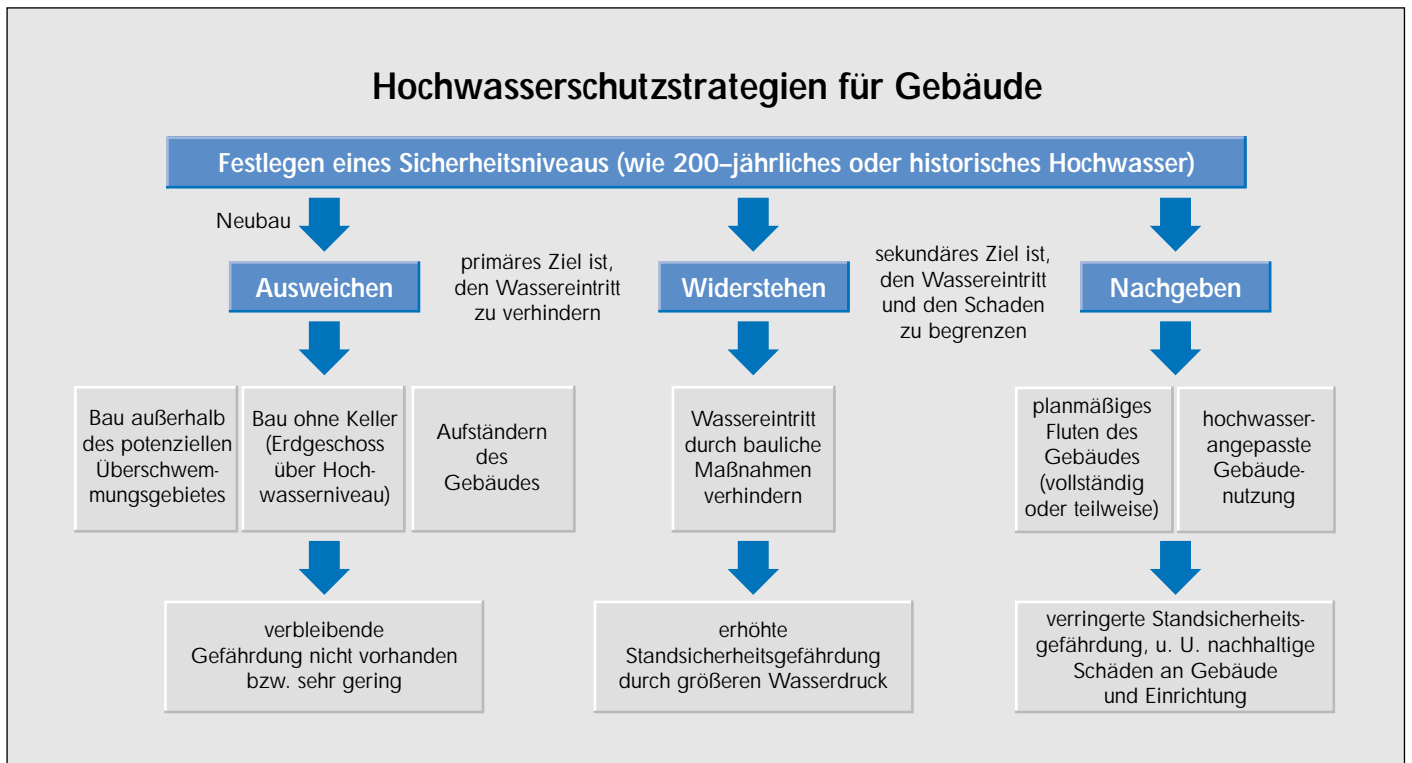 Hochwasserschutzstrategien für Gebäude
Festlegen eines Sicherheitsniveaus (wie 200–jährliches oder historisches Hochwasser)
Neubau
Ausweichen
primäres Ziel ist,
den Wassereintritt
zu verhindern
Widerstehen
sekundäres Ziel ist,
den Wassereintritt
und den Schaden
zu begrenzen
Nachgeben
Bau außerhalb
des potenziellen
Überschwem-
mungsgebietes
Bau ohne Keller
(Erdgeschoss
über Hoch-
wasserniveau)
Aufständern
des
Gebäudes
Wassereintritt
durch bauliche
Maßnahmen
verhindern
planmäßiges
Fluten des
Gebäudes
(vollständig
oder teilweise)
hochwasser-
angepasste
Gebäude-
nutzung
verbleibende
Gefährdung nicht vorhanden
bzw. sehr gering
erhöhte
Standsicherheitsgefährdung
durch größeren Wasserdruck
verringerte Standsicherheits-
gefährdung, u. U. nachhaltige
Schäden an Gebäude
und Einrichtung